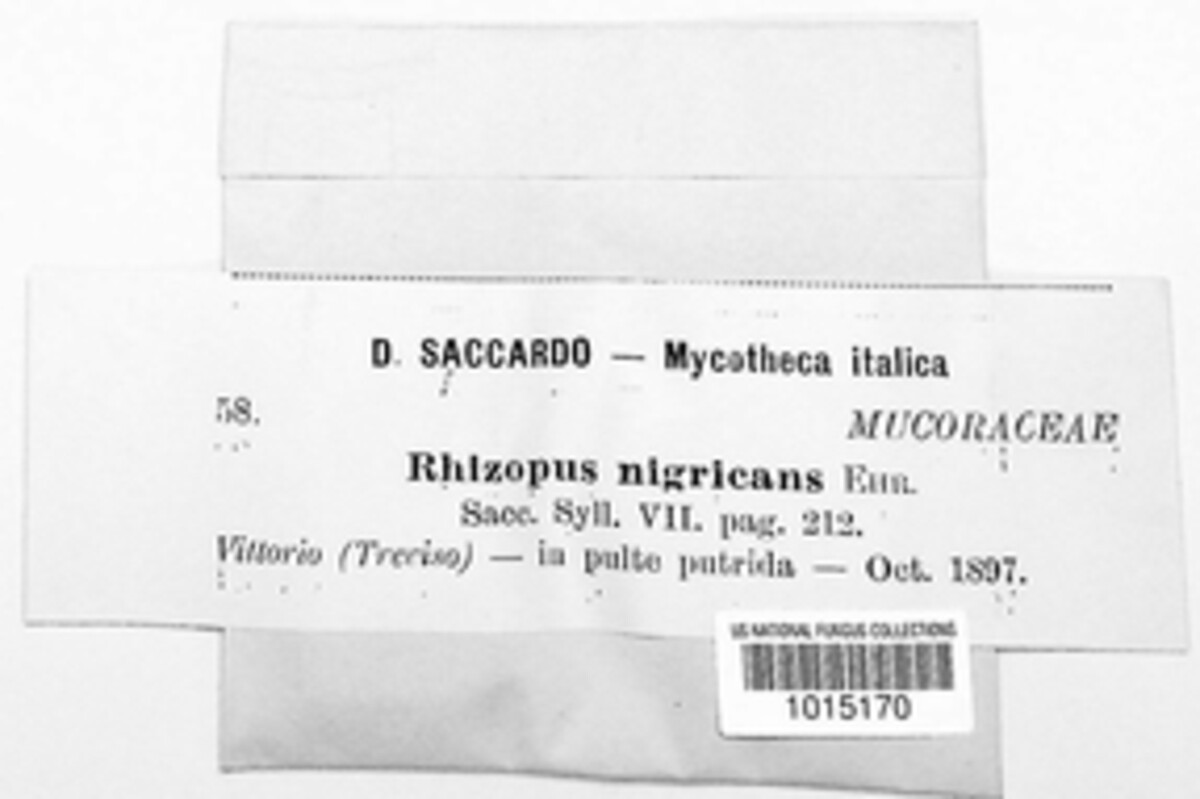 D. SACCARDO — Mycotheca italica
58.
MUCORACEAE
Rhizopus nigricans EHR.
Sacc. Syll. VII. pag. 212.
Vittorio (Treviso) — in pulte putrida — Oct. 1897.
US NATIONAL FUNGUS COLLECTIONS
1015170